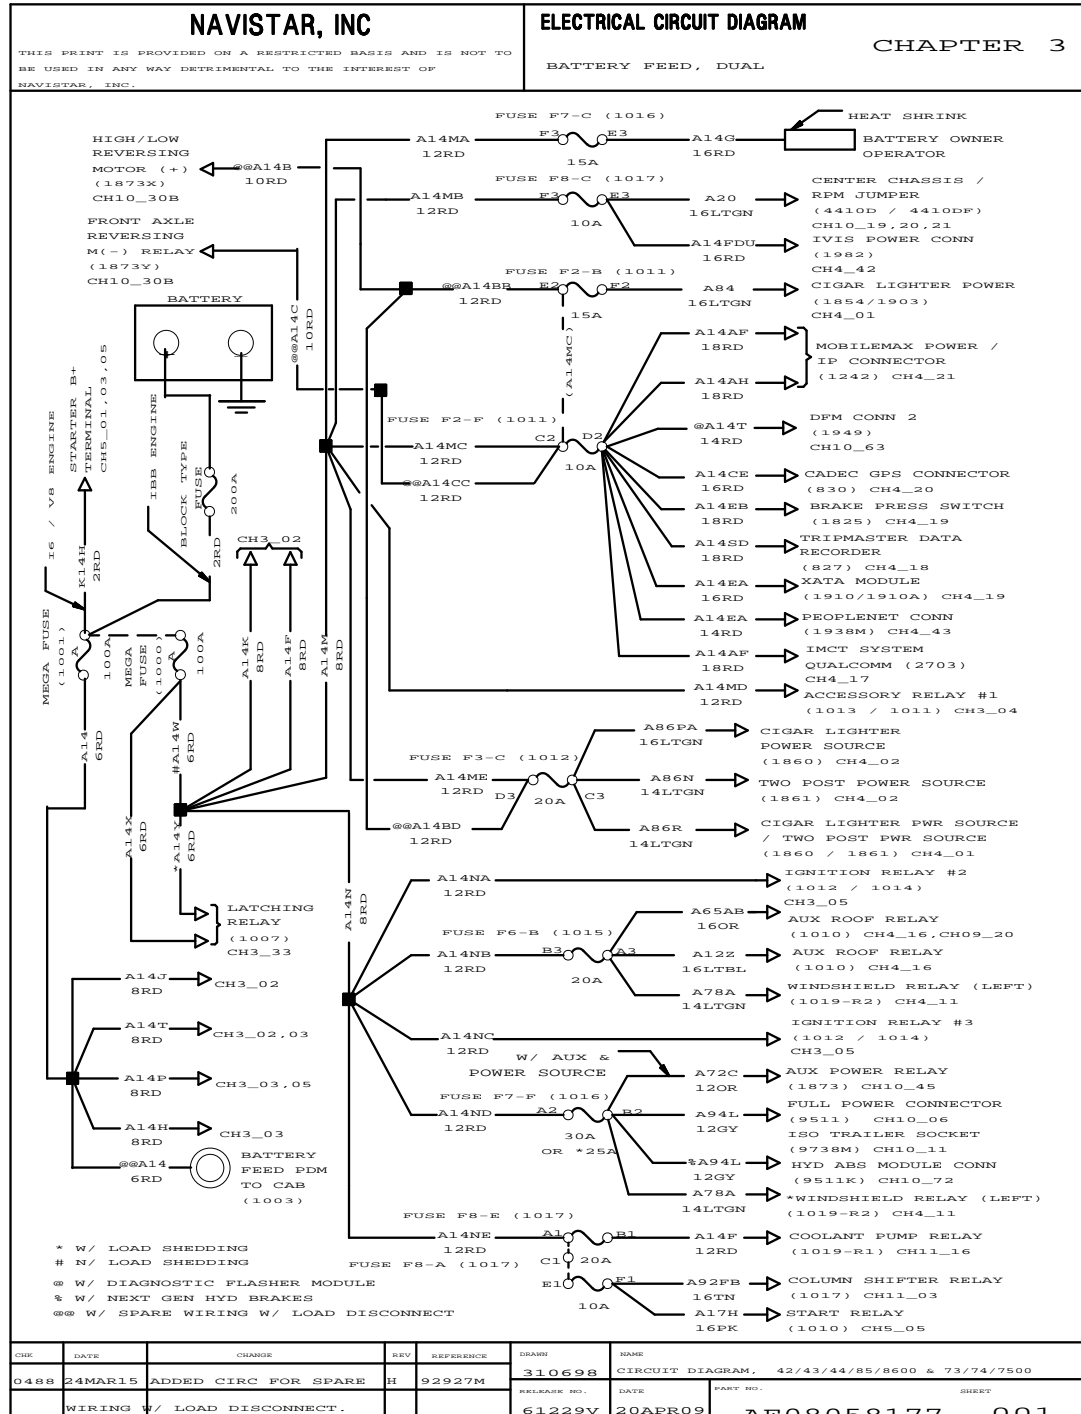 NAVISTAR, INC
THIS PRINT IS PROVIDED ON A RESTRICTED BASIS AND IS NOT TO
BE USED IN ANY WAY DETRIMENTAL TO THE INTEREST OF
NAVISTAR, INC.
ELECTRICAL CIRCUIT DIAGRAM
CHAPTER 3
BATTERY FEED, DUAL
HIGH/LOW
REVERSING
MOTOR (+)
(1873X)
CH10_30B
@@A14B
10RD
FRONT AXLE
REVERSING
M(-) RELAY
(1873Y)
CH10_30B
@@A14C
10RD
BATTERY
+
STARTER B+
TERMINAL
CH5_01,03,05
I6 / V8 ENGINE
IBB ENGINE
BLOCK TYPE
FUSE
200A
2RD
K14H
2RD
CH3_02
MEGA FUSE
(1001)
A
100A
MEGA
FUSE
(1000)
A
100A
A14
6RD
#A14W
6RD
A14K
8RD
A14F
8RD
A14M
8RD
A14X
6RD
*A14Y
6RD
A14N
8RD
LATCHING
RELAY
(1007)
CH3_33
A14J
8RD
CH3_02
A14T
8RD
CH3_02,03
A14P
8RD
CH3_03,05
A14H
8RD
CH3_03
@@A14
6RD
BATTERY
FEED PDM
TO CAB
(1003)
FUSE F7-C (1016)
A14MA
12RD
F3
E3
15A
A14G
16RD
HEAT SHRINK
BATTERY OWNER
OPERATOR
FUSE F8-C (1017)
A14MB
12RD
F3
E3
10A
A20
16LTGN
CENTER CHASSIS /
RPM JUMPER
(4410D / 4410DF)
CH10_19,20,21
A14FDU
16RD
IVIS POWER CONN
(1982)
CH4_42
FUSE F2-B (1011)
@@A14BB
12RD
E2
F2
15A
A84
16LTGN
CIGAR LIGHTER POWER
(1854/1903)
CH4_01
(A14MC)
A14AF
18RD
A14AH
18RD
MOBILEMAX POWER /
IP CONNECTOR
(1242) CH4_21
FUSE F2-F (1011)
A14MC
12RD
C2
D2
10A
@@A14CC
12RD
@A14T
14RD
DFM CONN 2
(1949)
CH10_63
A14CE
16RD
CADEC GPS CONNECTOR
(830) CH4_20
A14EB
18RD
BRAKE PRESS SWITCH
(1825) CH4_19
A14SD
18RD
TRIPMASTER DATA
RECORDER
(827) CH4_18
A14EA
16RD
XATA MODULE
(1910/1910A) CH4_19
A14EA
14RD
PEOPLENET CONN
(1938M) CH4_43
A14AF
18RD
IMCT SYSTEM
QUALCOMM (2703)
CH4_17
A14MD
12RD
ACCESSORY RELAY #1
(1013 / 1011) CH3_04
FUSE F3-C (1012)
A14ME
12RD
D3
20A
C3
@@A14BD
12RD
A86PA
16LTGN
CIGAR LIGHTER
POWER SOURCE
(1860) CH4_02
A86N
14LTGN
TWO POST POWER SOURCE
(1861) CH4_02
A86R
14LTGN
CIGAR LIGHTER PWR SOURCE
/ TWO POST PWR SOURCE
(1860 / 1861) CH4_01
A14NA
12RD
IGNITION RELAY #2
(1012 / 1014)
CH3_05
FUSE F6-B (1015)
A14NB
12RD
B3
A3
20A
A65AB
16OR
AUX ROOF RELAY
(1010) CH4_16,CH09_20
A12Z
16LTBL
AUX ROOF RELAY
(1010) CH4_16
A78A
14LTGN
WINDSHIELD RELAY (LEFT)
(1019-R2) CH4_11
A14NC
12RD
IGNITION RELAY #3
(1012 / 1014)
CH3_05
W/ AUX &
POWER SOURCE
FUSE F7-F (1016)
A14ND
12RD
A2
B2
30A
OR *25A
A72C
12OR
AUX POWER RELAY
(1873) CH10_45
A94L
12GY
FULL POWER CONNECTOR
(9511) CH10_06
ISO TRAILER SOCKET
(9738M) CH10_11
%A94L
12GY
HYD ABS MODULE CONN
(9511K) CH10_72
A78A
14LTGN
*WINDSHIELD RELAY (LEFT)
(1019-R2) CH4_11
FUSE F8-E (1017)
A14NE
12RD
A1
B1
20A
A14F
12RD
COOLANT PUMP RELAY
(1019-R1) CH11_16
FUSE F8-A (1017)
C1
E1
F1
10A
A92FB
16TN
COLUMN SHIFTER RELAY
(1017) CH11_03
A17H
16PK
START RELAY
(1010) CH5_05
* W/ LOAD SHEDDING
# N/ LOAD SHEDDING
@ W/ DIAGNOSTIC FLASHER MODULE
% W/ NEXT GEN HYD BRAKES
@@ W/ SPARE WIRING W/ LOAD DISCONNECT
CHK DATE CHANGE REV REFERENCE
0488 24MAR15 ADDED CIRC FOR SPARE H 92927M
WIRING W/ LOAD DISCONNECT.
DRAWN
310698
NAME
CIRCUIT DIAGRAM, 42/43/44/85/8600 & 73/74/7500
RELEASE NO.
61229V
DATE
20APR09
PART NO.
SHEET